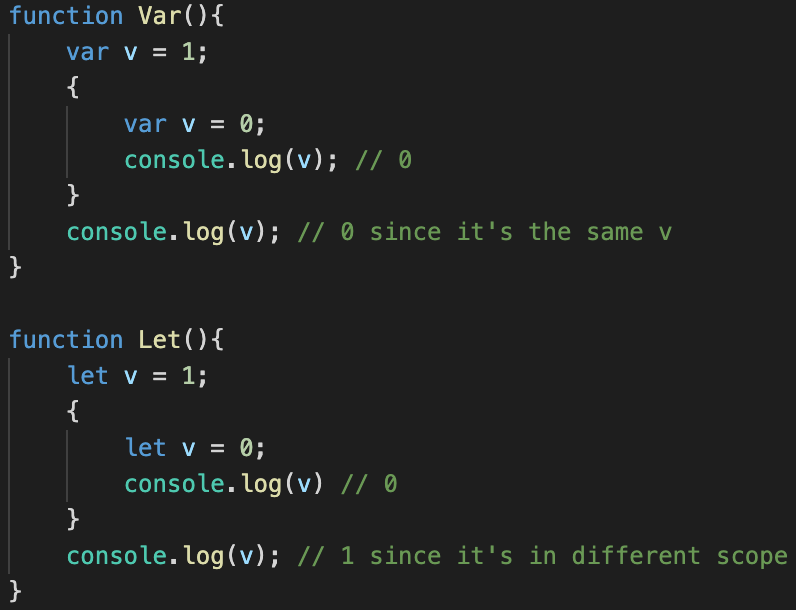 function Var(){
    var v = 1;
    {
        var v = 0;
        console.log(v); // 0
    }
    console.log(v); // 0 since it's the same v
}

function Let(){
    let v = 1;
    {
        let v = 0;
        console.log(v) // 0
    }
    console.log(v); // 1 since it's in different scope
}